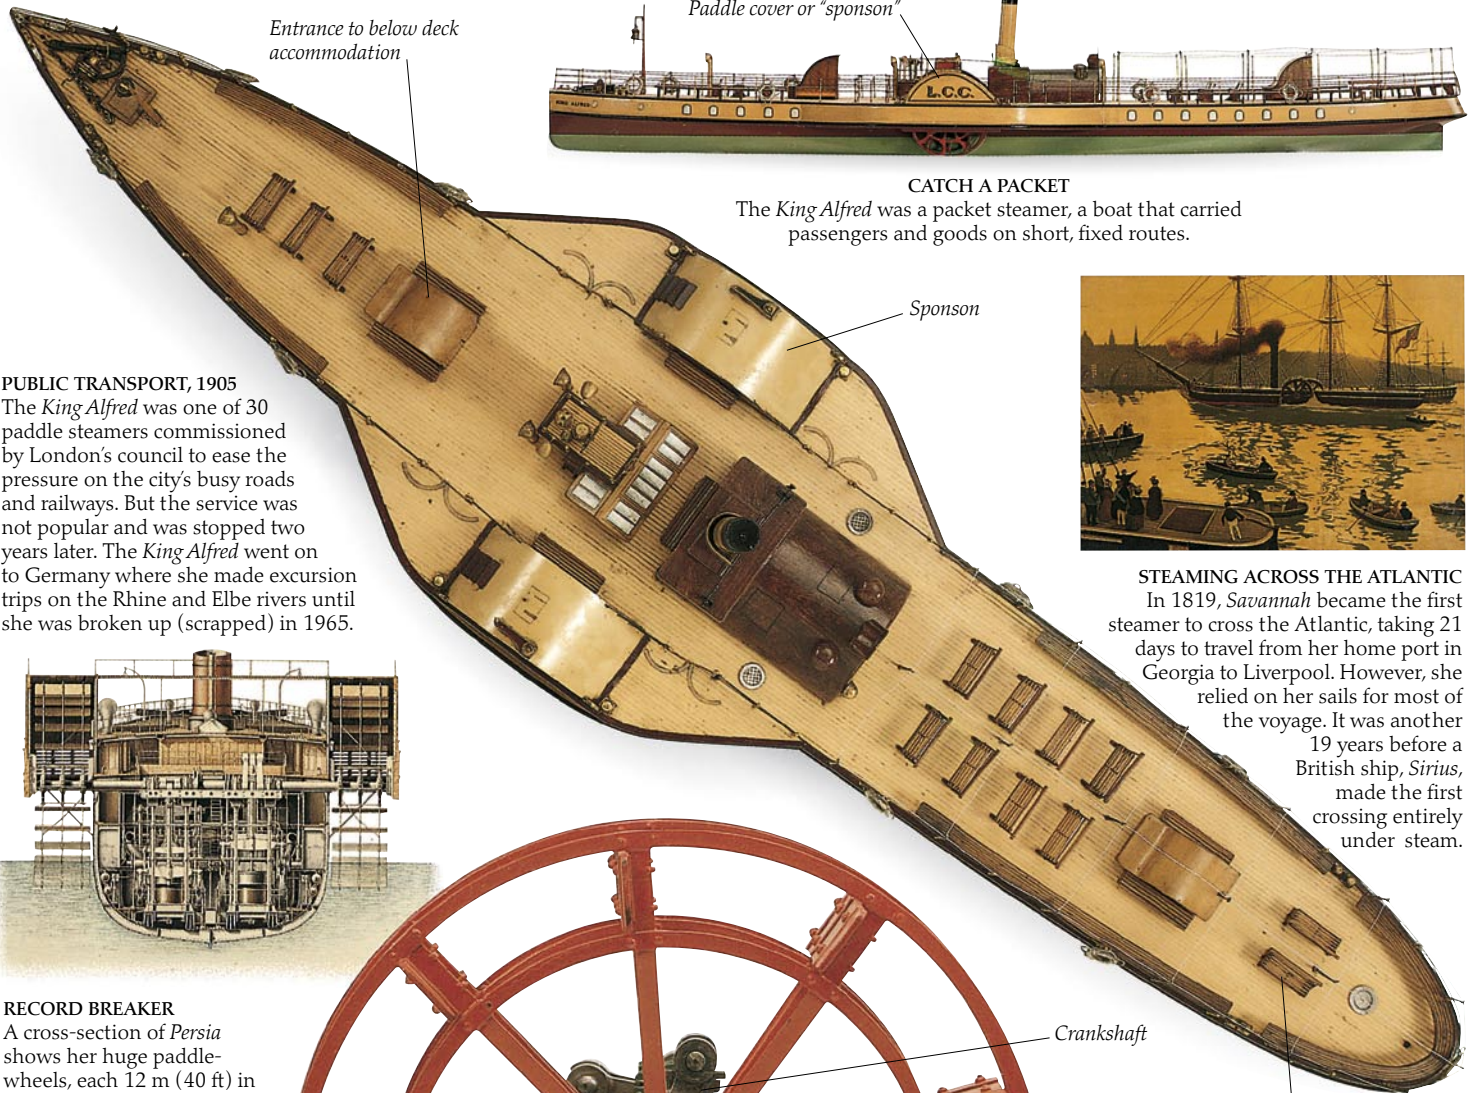 Entrance to below deck
accommodation
Paddle cover or “sponson”
L.C.C.
KING ALFRED
CATCH A PACKET
The King Alfred was a packet steamer, a boat that carried
passengers and goods on short, fixed routes.
Sponson
PUBLIC TRANSPORT, 1905
The King Alfred was one of 30
paddle steamers commissioned
by London’s council to ease the
pressure on the city’s busy roads
and railways. But the service was
not popular and was stopped two
years later. The King Alfred went on
to Germany where she made excursion
trips on the Rhine and Elbe rivers until
she was broken up (scrapped) in 1965.
STEAMING ACROSS THE ATLANTIC
In 1819, Savannah became the first
steamer to cross the Atlantic, taking 21
days to travel from her home port in
Georgia to Liverpool. However, she
relied on her sails for most of
the voyage. It was another
19 years before a
British ship, Sirius,
made the first
crossing entirely
under steam.
RECORD BREAKER
A cross-section of Persia
shows her huge paddle-
wheels, each 12 m (40 ft) in
Crankshaft